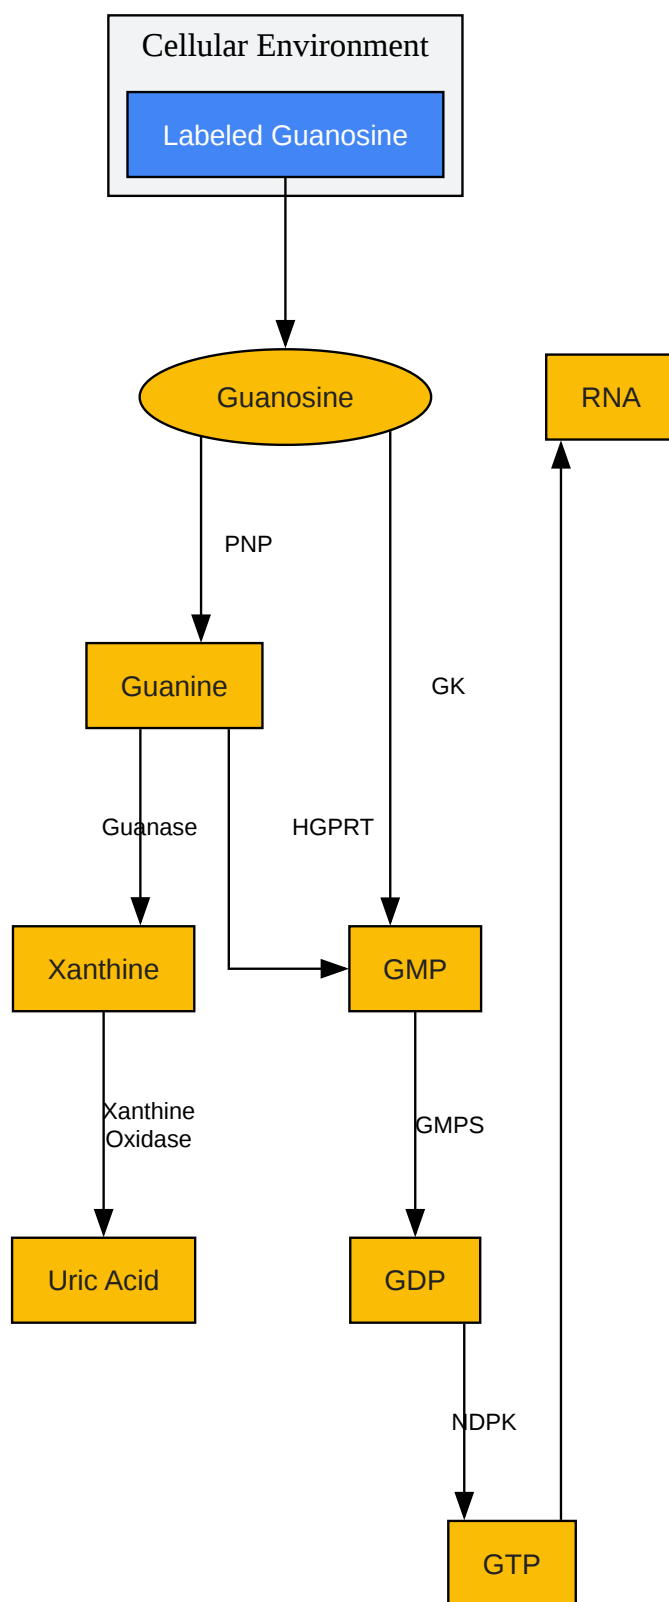 Cellular Environment
Labeled Guanosine
Guanosine
RNA
PNP
Guanine
GK
Guanase
HGPRT
Xanthine
GMP
Xanthine
Oxidase
GMPS
Uric Acid
GDP
NDPK
GTP